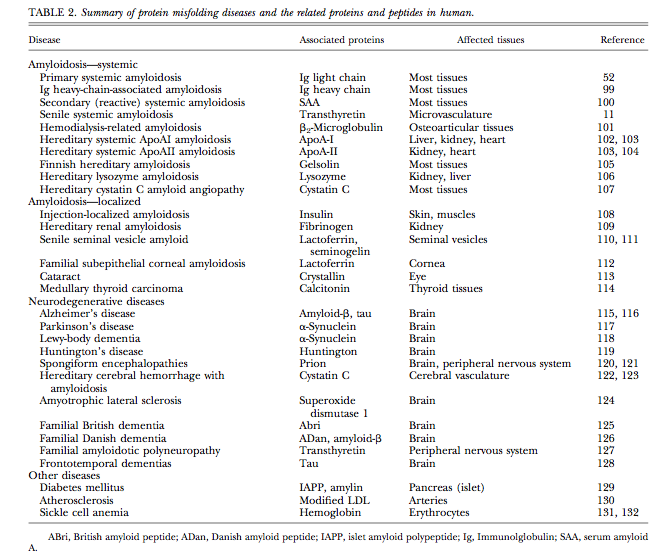 TABLE 2. Summary of protein misfolding diseases and the related proteins and peptides in human.
Disease Associated proteins Affected tissues Reference
Amyloidosis—systemic
Primary systemic amyloidosis Ig light chain Most tissues 52
Ig heavy-chain-associated amyloidosis Ig heavy chain Most tissues 99
Secondary (reactive) systemic amyloidosis SAA Most tissues 100
Senile systemic amyloidosis Transthyretin Microvasculature 11
Hemodialysis-related amyloidosis β2-Microglobulin Osteoarticular tissues 101
Hereditary systemic ApoAI amyloidosis ApoA-I Liver, kidney, heart 102, 103
Hereditary systemic ApoAII amyloidosis ApoA-II Kidney, heart 103, 104
Finnish hereditary amyloidosis Gelsolin Most tissues 105
Hereditary lysozyme amyloidosis Lysozyme Kidney, liver 106
Hereditary cystatin C amyloid angiopathy Cystatin C Most tissues 107
Amyloidosis—localized
Injection-localized amyloidosis Insulin Skin, muscles 108
Hereditary renal amyloidosis Fibrinogen Kidney 109
Senile seminal vesicle amyloid Lactoferrin, Seminal vesicles 110, 111
seminogelin
Familial subepithelial corneal amyloidosis Lactoferrin Cornea 112
Cataract Crystallin Eye 113
Medullary thyroid carcinoma Calcitonin Thyroid tissues 114
Neurodegenerative diseases
Alzheimer's disease Amyloid-β, tau Brain 115, 116
Parkinson's disease α-Synuclein Brain 117
Lewy-body dementia α-Synuclein Brain 118
Huntington's disease Huntington Brain 119
Spongiform encephalopathies Prion Brain, peripheral nervous system 120, 121
Hereditary cerebral hemorrhage with Cystatin C Cerebral vasculature 122, 123
amyloidosis
Amyotrophic lateral sclerosis Superoxide Brain 124
dismutase 1
Familial British dementia Abri Brain 125
Familial Danish dementia ADan, amyloid-β Brain 126
Familial amyloidotic polyneuropathy Transthyretin Peripheral nervous system 127
Frontotemporal dementias Tau Brain 128
Other diseases
Diabetes mellitus IAPP, amylin Pancreas (islet) 129
Atherosclerosis Modified LDL Arteries 130
Sickle cell anemia Hemoglobin Erythrocytes 131, 132
ABri, British amyloid peptide; ADan, Danish amyloid peptide; IAPP, islet amyloid polypeptide; Ig, Immunolglobulin; SAA, serum amyloid
A.